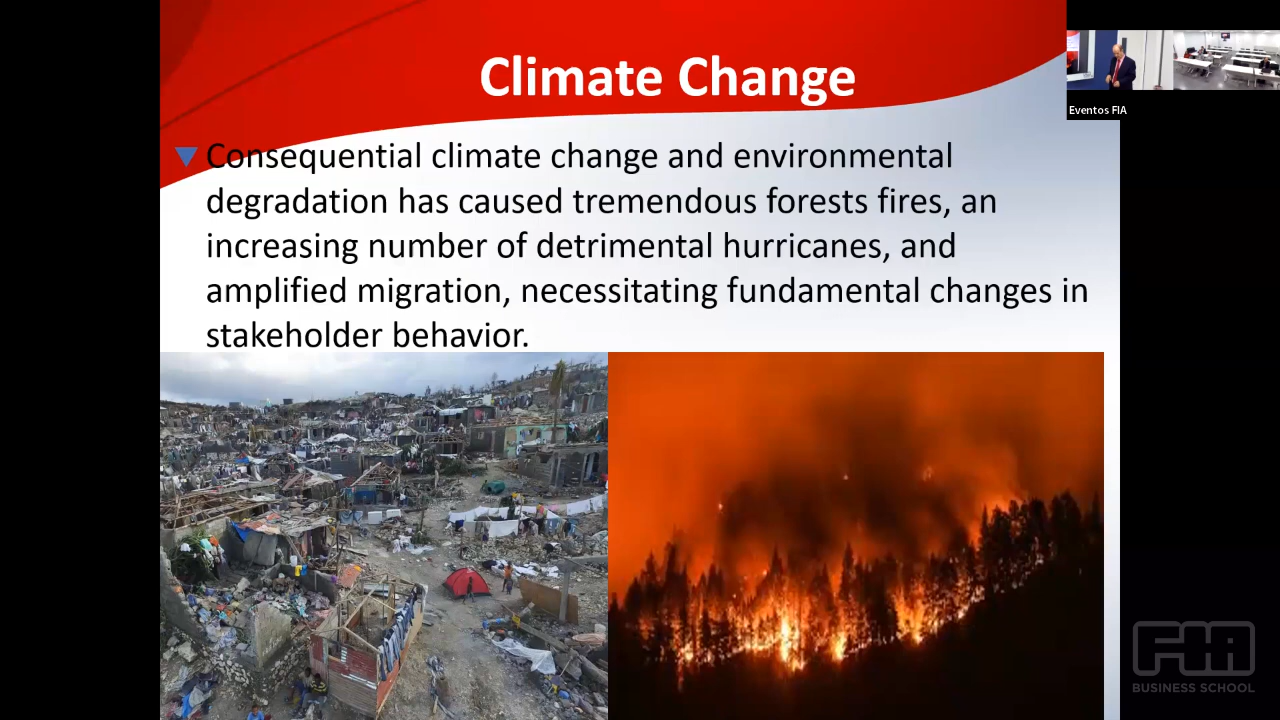 Climate Change
Eventos FIA
Consequential climate change and environmental
degradation has caused tremendous forests fires, an
increasing number of detrimental hurricanes, and
amplified migration, necessitating fundamental changes in
stakeholder behavior.
FIA
BUSINESS SCHOOL